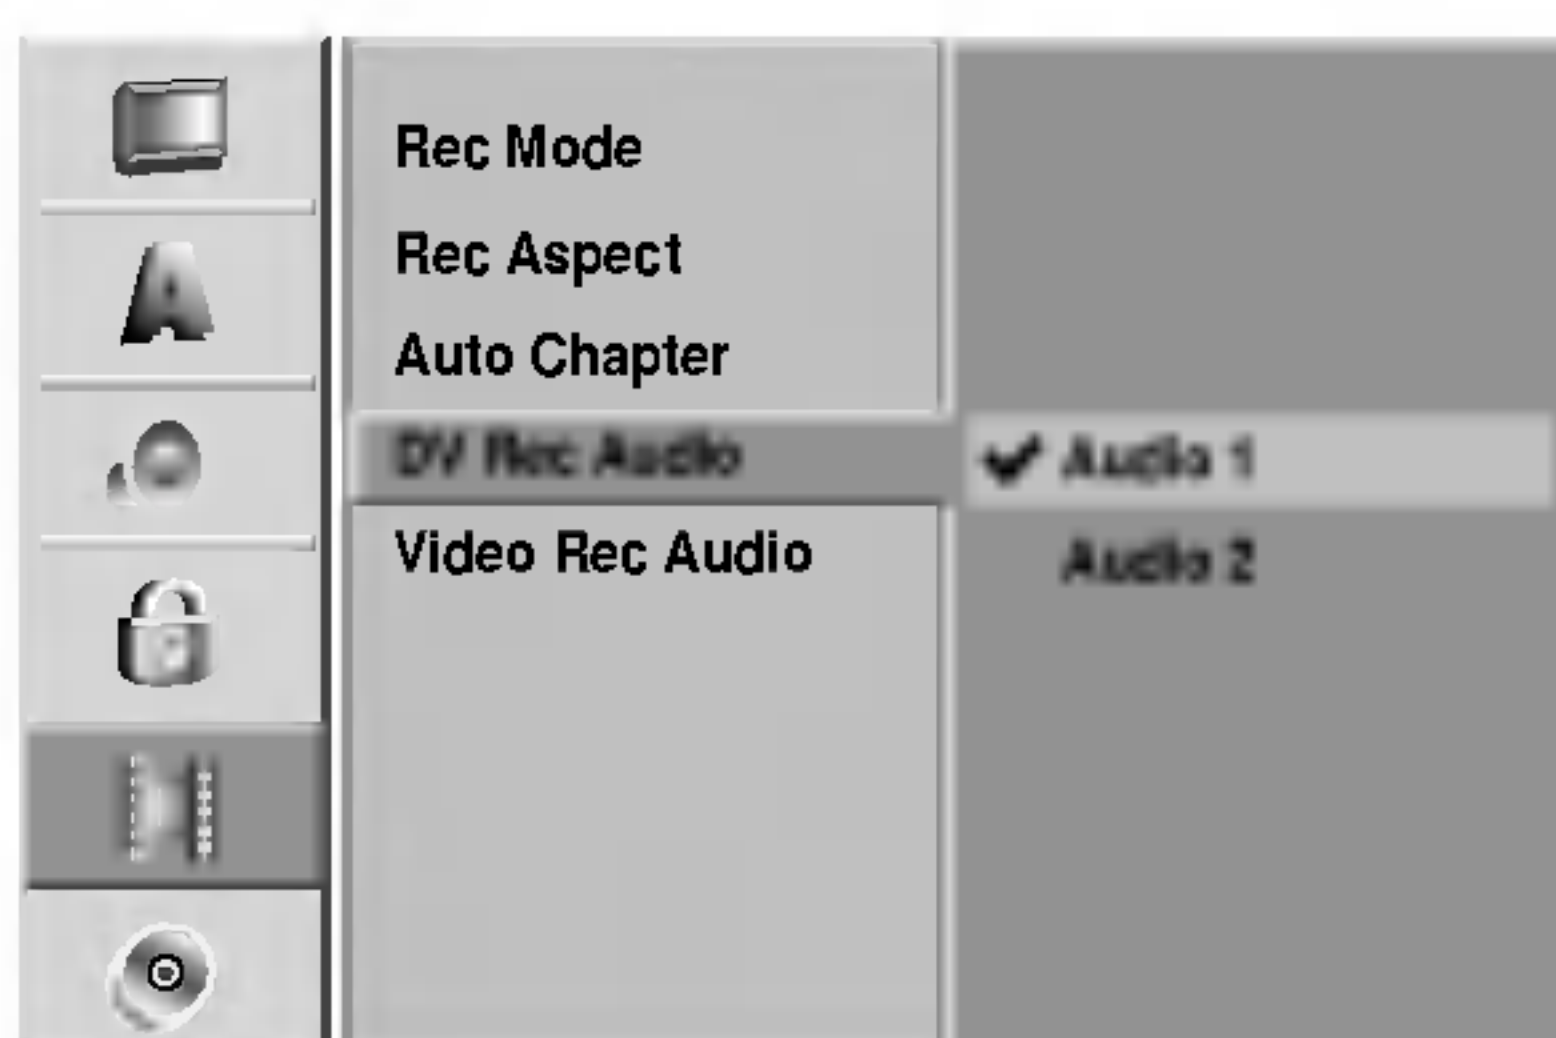 Rec Mode
Rec Aspect
Auto Chapter
DV Rec Audio
Audio 1
Video Rec Audio
Audio 2